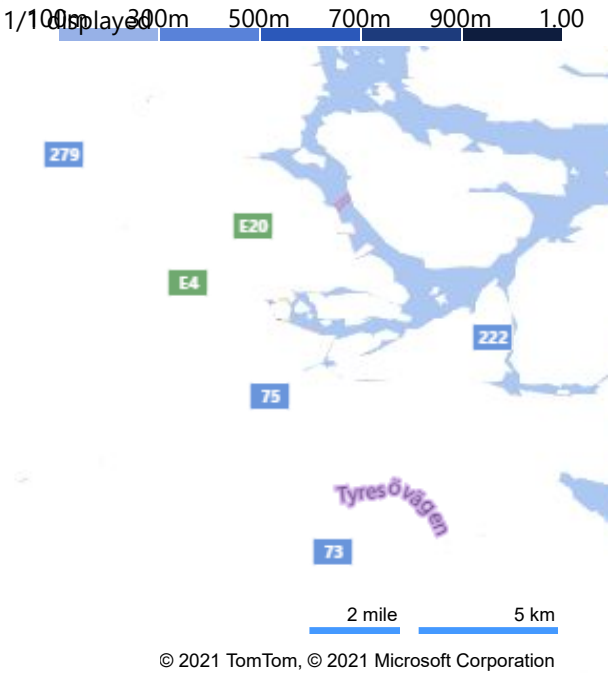 1/1 displayed
100m 300m 500m 700m 900m 1.00
279
E20
E4
222
75
Tyresövägen
73
2 mile 5 km
© 2021 TomTom, © 2021 Microsoft Corporation